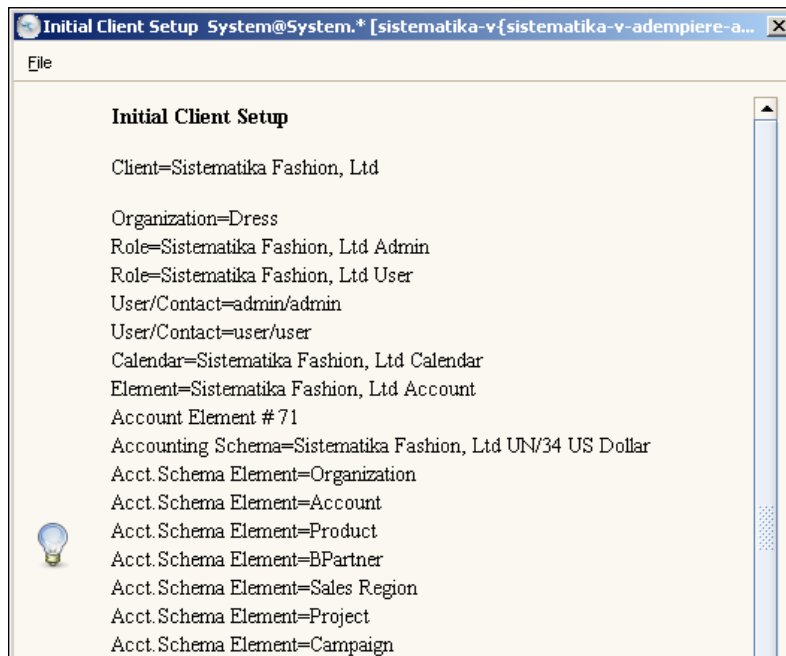 Initial Client Setup System@System.* [sistematika-v{sistematika-v-adempiere-a...
File
Initial Client Setup
Client=Sistematika Fashion, Ltd
Organization=Dress
Role=Sistematika Fashion, Ltd Admin
Role=Sistematika Fashion, Ltd User
User/Contact=admin/admin
User/Contact=user/user
Calendar=Sistematika Fashion, Ltd Calendar
Element=Sistematika Fashion, Ltd Account
Account Element # 71
Accounting Schema=Sistematika Fashion, Ltd UN/34 US Dollar
Acct.Schema Element=Organization
Acct.Schema Element=Account
Acct.Schema Element=Product
Acct.Schema Element=BPartner
Acct.Schema Element=Sales Region
Acct.Schema Element=Project
Acct.Schema Element=Campaign